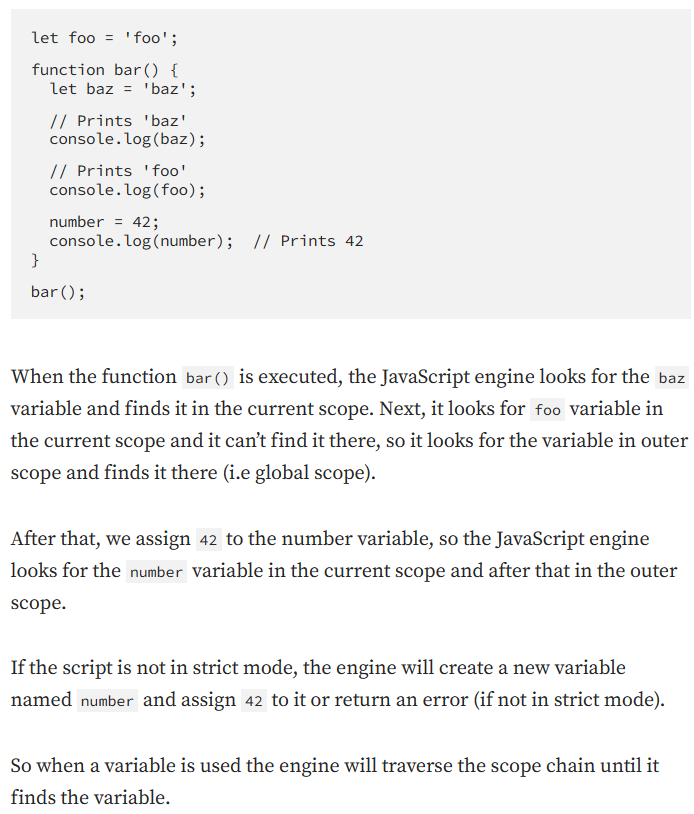 let foo = 'foo';
function bar() {
  let baz = 'baz';
  // Prints 'baz'
  console.log(baz);
  // Prints 'foo'
  console.log(foo);
  number = 42;
  console.log(number);  // Prints 42
}
bar();
When the function bar() is executed, the JavaScript engine looks for the baz
variable and finds it in the current scope. Next, it looks for foo variable in
the current scope and it can’t find it there, so it looks for the variable in outer
scope and finds it there (i.e global scope).
After that, we assign 42 to the number variable, so the JavaScript engine
looks for the number variable in the current scope and after that in the outer
scope.
If the script is not in strict mode, the engine will create a new variable
named number and assign 42 to it or return an error (if not in strict mode).
So when a variable is used the engine will traverse the scope chain until it
finds the variable.